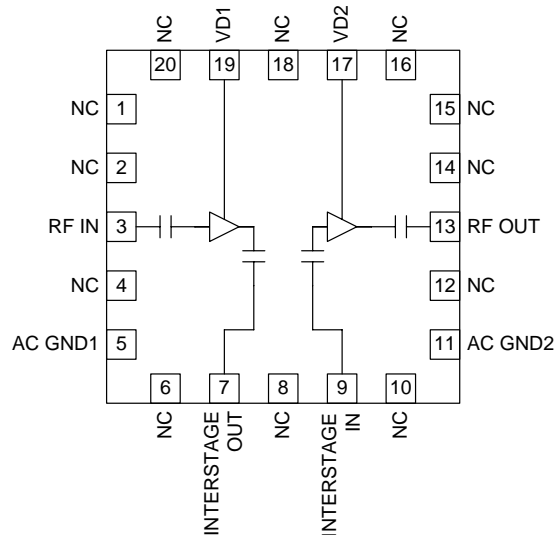 NC
VD1
NC
VD2
NC
20
19
18
17
16
NC 1
15 NC
NC 2
14 NC
RF IN 3
13 RF OUT
NC 4
12 NC
AC GND1 5
11 AC GND2
6
7
8
9
10
NC
INTERSTAGE
OUT
NC
INTERSTAGE
IN
NC